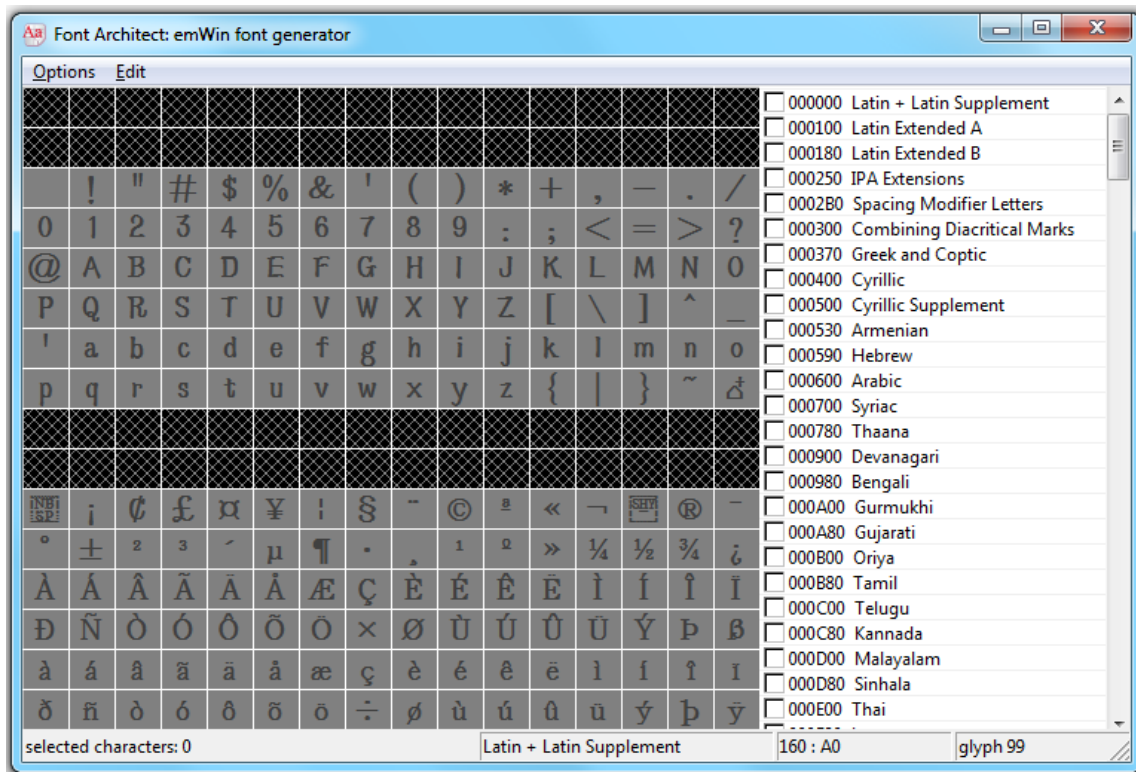 Font Architect: emWin font generator
Options Edit
! " # $ % & ' ( ) * + , — . /
0 1 2 3 4 5 6 7 8 9 : ; < = > ?
@ A B C D E F G H I J K L M N O
P Q R S T U V W X Y Z [ \ ] ^ _
' a b c d e f g h i j k l m n o
p q r s t u v w x y z { | } ~
NBSP ¡ ₵ £ ¤ ¥ ¦ § ¨ © ª « ¬ SHY ® ¯
° ± ² ³ ´ µ ¶ · ¸ ¹ º » ¼ ½ ¾ ¿
À Á Â Ã Ä Å Æ Ç È É Ê Ë Ì Í Î Ï
Ð Ñ Ò Ó Ô Õ Ö × Ø Ù Ú Û Ü Ý Þ ß
à á â ã ä å æ ç è é ê ë ì í î ï
ð ñ ò ó ô õ ö ÷ ø ù ú û ü ý þ ÿ
000000 Latin + Latin Supplement
000100 Latin Extended A
000180 Latin Extended B
000250 IPA Extensions
0002B0 Spacing Modifier Letters
000300 Combining Diacritical Marks
000370 Greek and Coptic
000400 Cyrillic
000500 Cyrillic Supplement
000530 Armenian
000590 Hebrew
000600 Arabic
000700 Syriac
000780 Thaana
000900 Devanagari
000980 Bengali
000A00 Gurmukhi
000A80 Gujarati
000B00 Oriya
000B80 Tamil
000C00 Telugu
000C80 Kannada
000D00 Malayalam
000D80 Sinhala
000E00 Thai
selected characters: 0 Latin + Latin Supplement 160 : A0 glyph 99